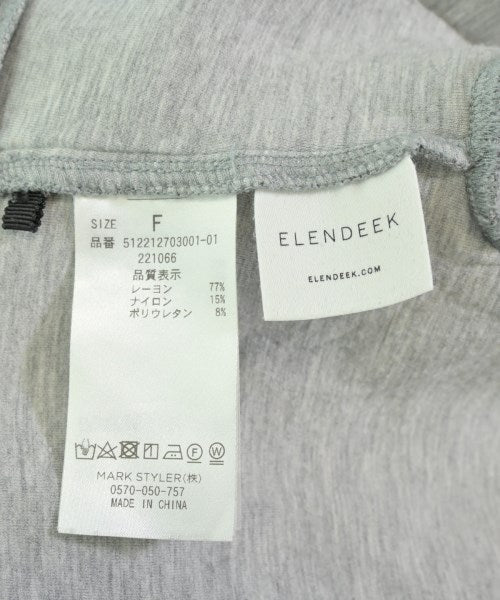 SIZE F
品番 512212703001-01
221066
品質表示
レーヨン 77%
ナイロン 15%
ポリウレタン 8%
F W
MARK STYLER(株)
0570-050-757
MADE IN CHINA
ELENDEEK
ELENDEEK.COM